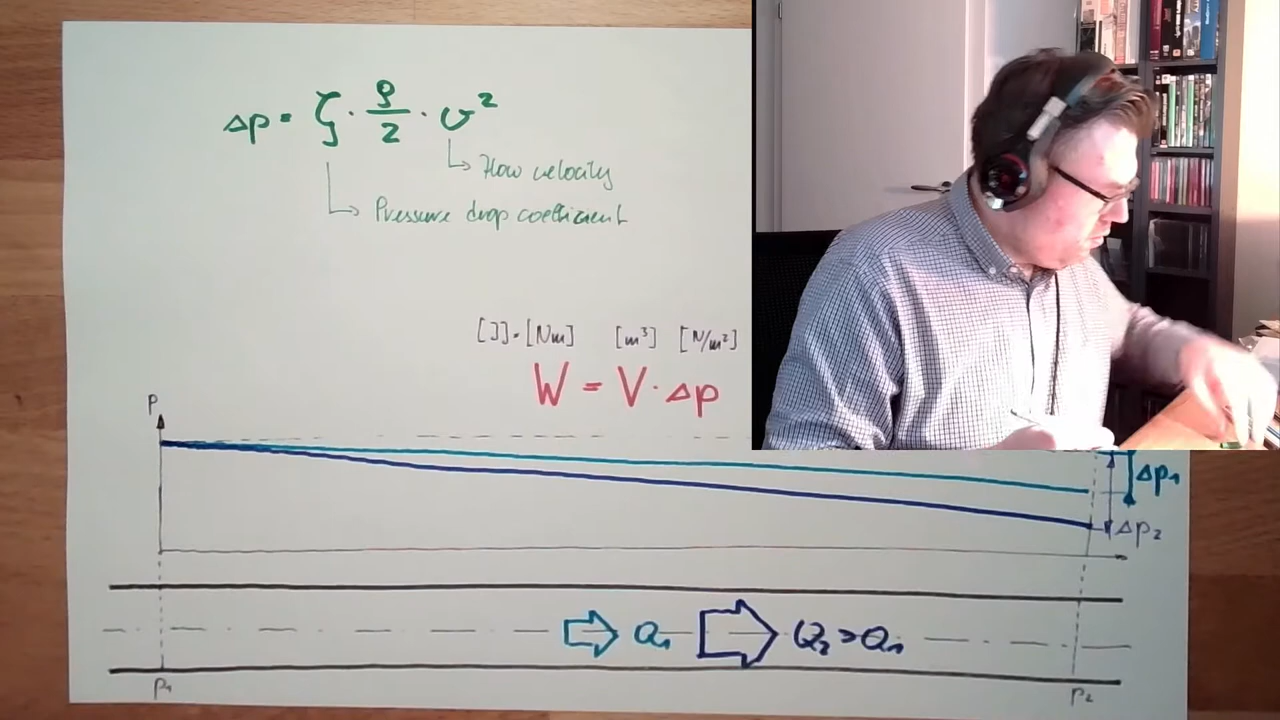 Δp = ζ · ρ/2 · v²
Flow velocity
Pressure drop coefficient
[J] = [Nm] [m³] [N/m²]
W = V · Δp
p
Δp₁
Δp₂
Q₁ Q₂ > Q₁
p₁ p₂